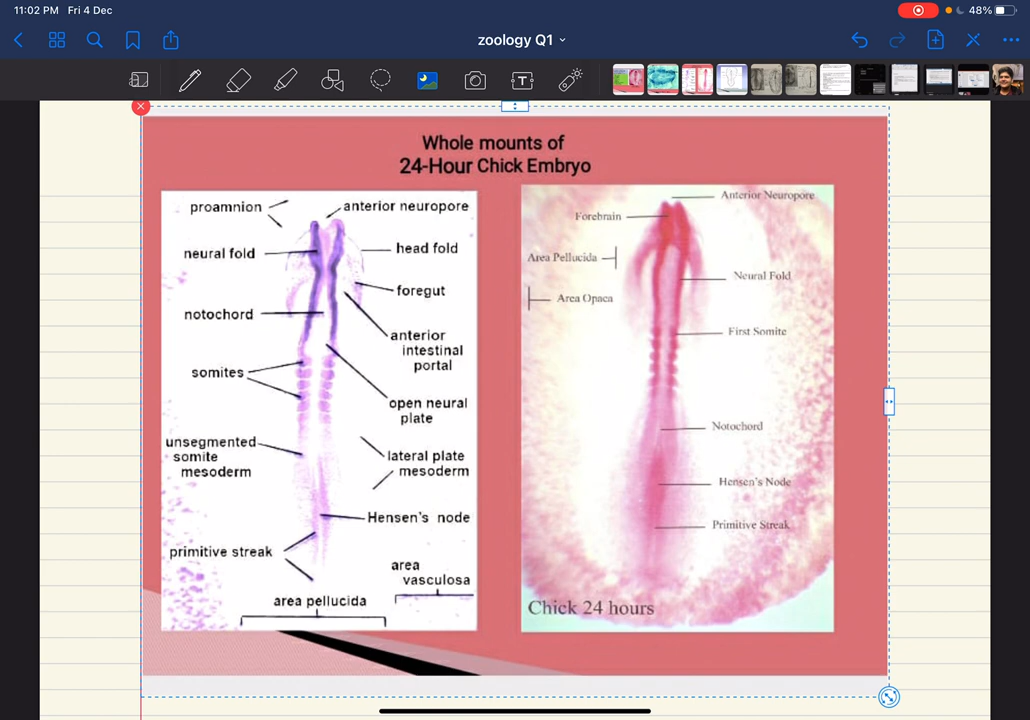 11:02 PM Fri 4 Dec
48%
zoology Q1
Whole mounts of
24-Hour Chick Embryo
proamnion
anterior neuropore
neural fold
head fold
foregut
notochord
anterior
intestinal
portal
somites
open neural
plate
unsegmented
somite
mesoderm
lateral plate
mesoderm
Hensen's node
primitive streak
area
vasculosa
area pellucida
Anterior Neuropore
Forebrain
Area Pellucida
Neural Fold
Area Opaca
First Somite
Notochord
Hensen's Node
Primitive Streak
Chick 24 hours